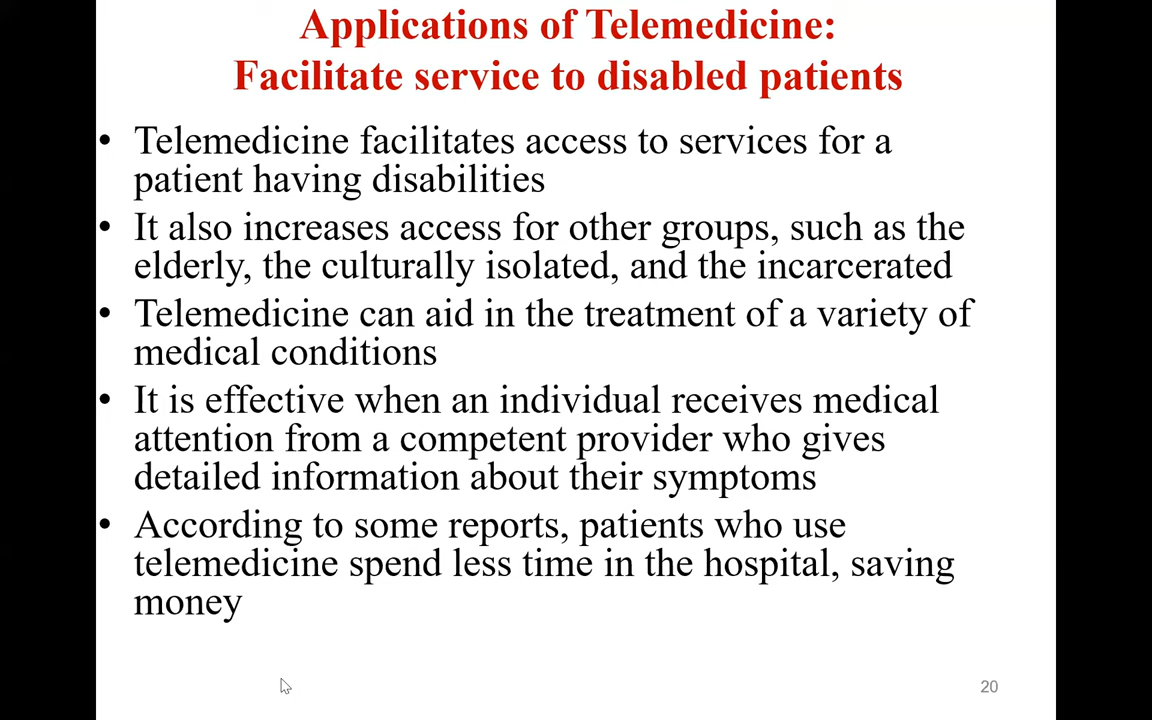 Applications of Telemedicine:
Facilitate service to disabled patients
• Telemedicine facilitates access to services for a
patient having disabilities
• It also increases access for other groups, such as the
elderly, the culturally isolated, and the incarcerated
• Telemedicine can aid in the treatment of a variety of
medical conditions
• It is effective when an individual receives medical
attention from a competent provider who gives
detailed information about their symptoms
• According to some reports, patients who use
telemedicine spend less time in the hospital, saving
money
20